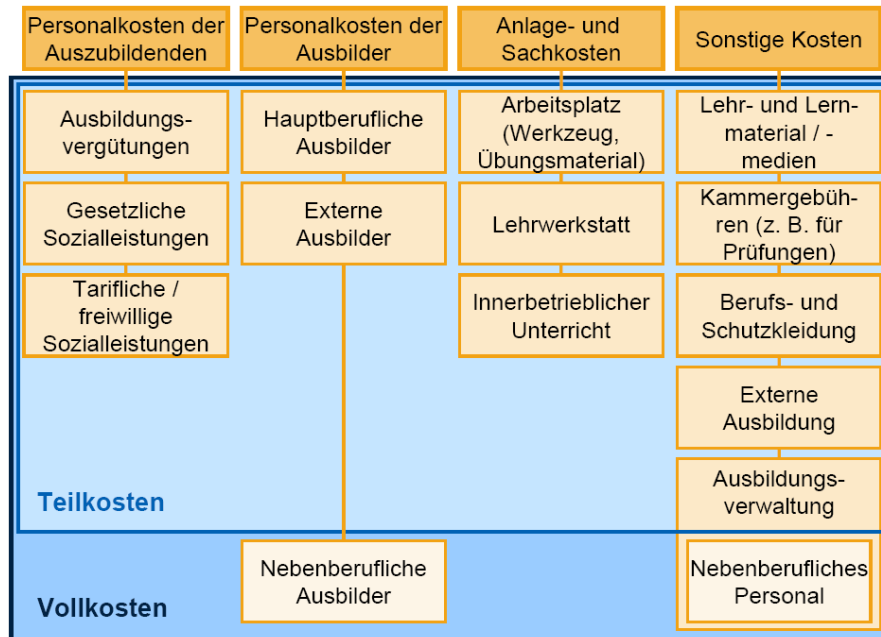 Personalkosten der
Auszubildenden
Personalkosten der
Ausbilder
Anlage- und
Sachkosten
Sonstige Kosten
Ausbildungs-
vergütungen
Hauptberufliche
Ausbilder
Arbeitsplatz
(Werkzeug,
Übungsmaterial)
Lehr- und Lern-
material / -
medien
Gesetzliche
Sozialleistungen
Externe
Ausbilder
Lehrwerkstatt
Kammergebüh-
ren (z. B. für
Prüfungen)
Tarifliche /
freiwillige
Sozialleistungen
Innerbetrieblicher
Unterricht
Berufs- und
Schutzkleidung
Externe
Ausbildung
Ausbildungs-
verwaltung
Teilkosten
Nebenberufliche
Ausbilder
Nebenberufliches
Personal
Vollkosten